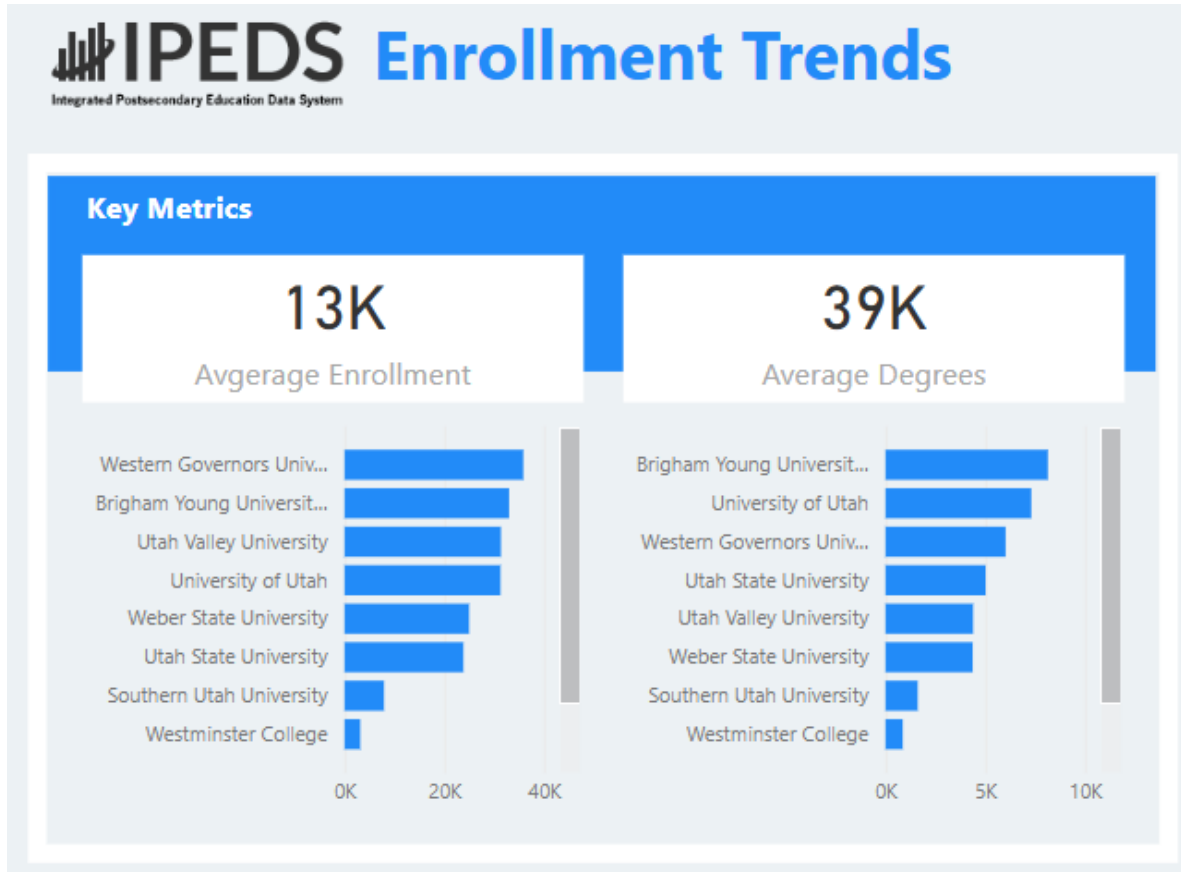 IPEDS Enrollment Trends
Integrated Postsecondary Education Data System
Key Metrics
13K
Avgerage Enrollment
39K
Average Degrees
Western Governors Univ...
Brigham Young Universit...
Utah Valley University
University of Utah
Weber State University
Utah State University
Southern Utah University
Westminster College
0K 20K 40K
Brigham Young Universit...
University of Utah
Western Governors Univ...
Utah State University
Utah Valley University
Weber State University
Southern Utah University
Westminster College
0K 5K 10K